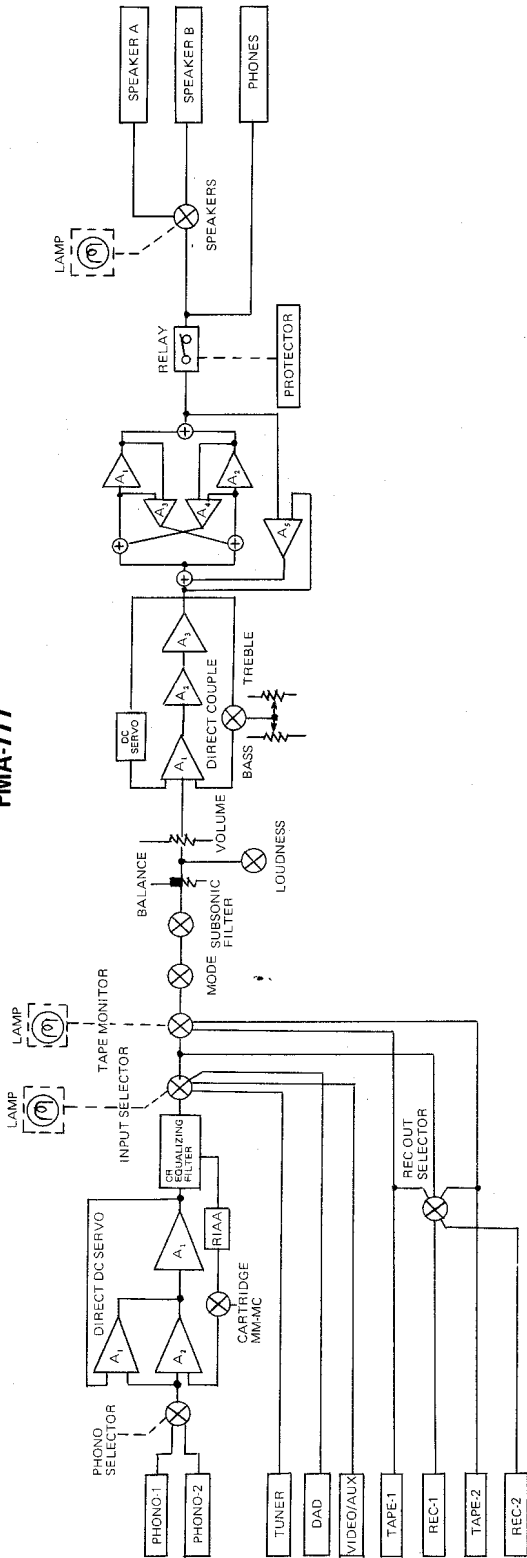 PMA-777
PHONO-1
PHONO-2
TUNER
DAD
VIDEO/AUX
TAPE-1
REC-1
TAPE-2
REC-2
PHONO
SELECTOR
DIRECT DC SERVO
A1
A2
A1
CARTRIDGE
MM-MC
RIAA
CR
EQUALIZING
FILTER
LAMP
INPUT SELECTOR
LAMP
TAPE MONITOR
REC OUT
SELECTOR
MODE
SUBSONIC
FILTER
BALANCE
LOUDNESS
VOLUME
DC
SERVO
A1
A2
A3
DIRECT COUPLE
BASS
TREBLE
A1
A3
A4
A2
A5
RELAY
PROTECTOR
LAMP
SPEAKERS
SPEAKER A
SPEAKER B
PHONES